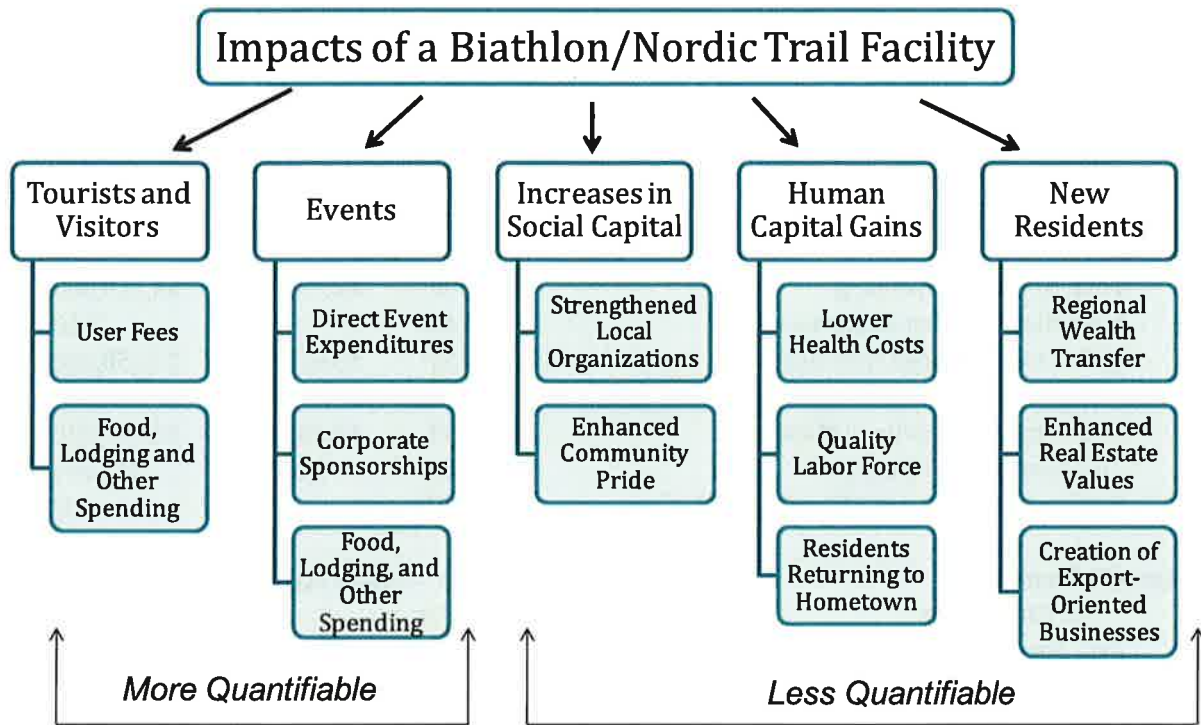 Impacts of a Biathlon/Nordic Trail Facility
Tourists and
Visitors
User Fees
Food,
Lodging and
Other
Spending
Events
Direct Event
Expenditures
Corporate
Sponsorships
Food,
Lodging, and
Other
Spending
Increases in
Social Capital
Strengthened
Local
Organizations
Enhanced
Community
Pride
Human
Capital Gains
Lower
Health Costs
Quality
Labor Force
Residents
Returning to
Hometown
New
Residents
Regional
Wealth
Transfer
Enhanced
Real Estate
Values
Creation of
Export-
Oriented
Businesses
More Quantifiable
Less Quantifiable